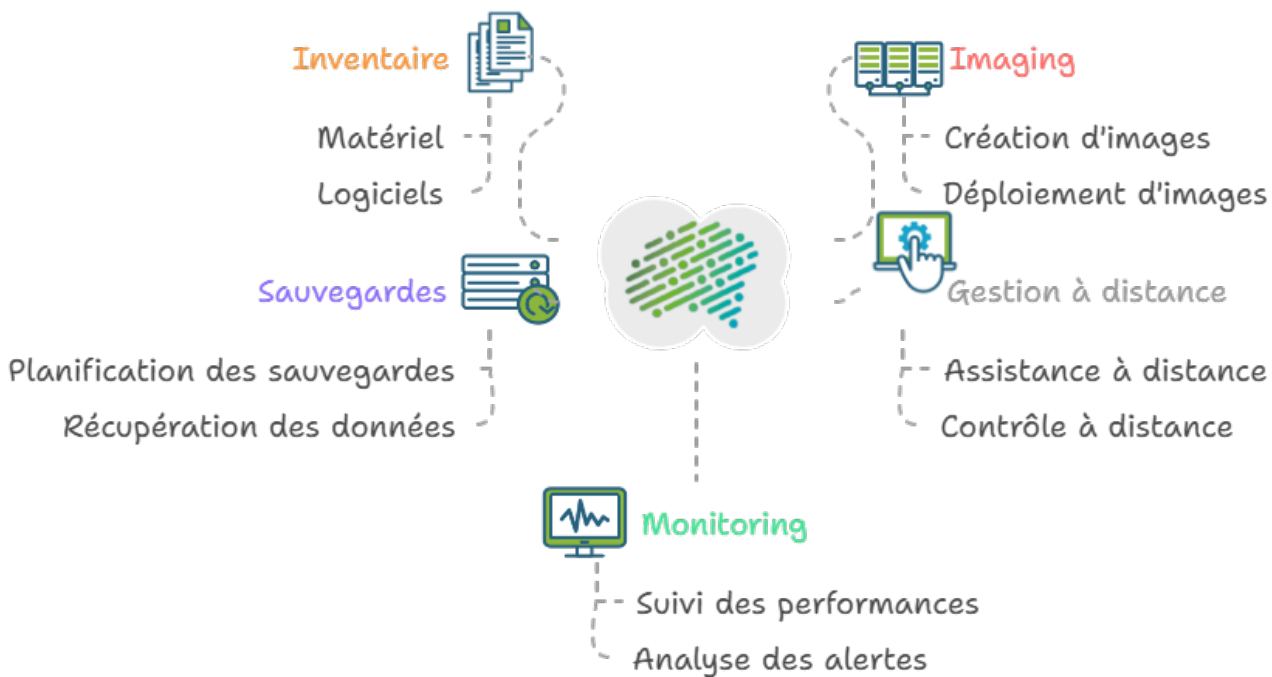 Inventaire
Matériel
Logiciels
Imaging
Création d'images
Déploiement d'images
Sauvegardes
Planification des sauvegardes
Récupération des données
Gestion à distance
Assistance à distance
Contrôle à distance
Monitoring
Suivi des performances
Analyse des alertes